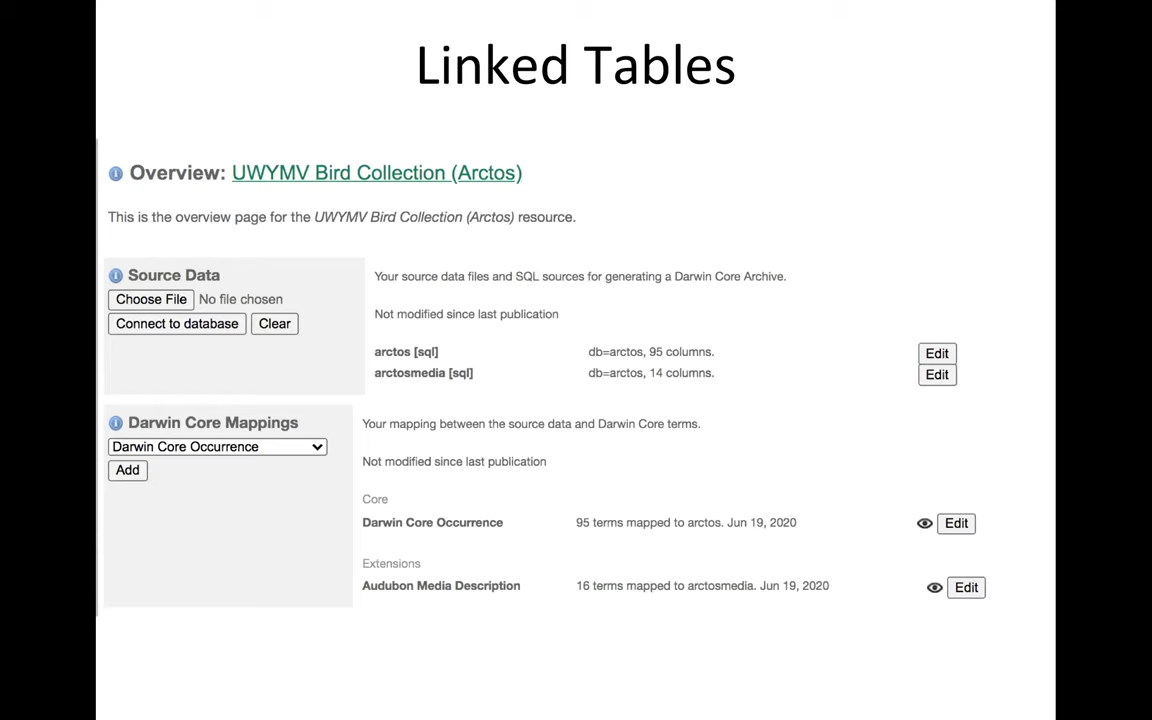 Linked Tables
Overview: UWYMV Bird Collection (Arctos)
This is the overview page for the UWYMV Bird Collection (Arctos) resource.
Source Data
Choose File No file chosen
Connect to database Clear
Your source data files and SQL sources for generating a Darwin Core Archive.
Not modified since last publication
arctos [sql] db=arctos, 95 columns. Edit
arctosmedia [sql] db=arctos, 14 columns. Edit
Darwin Core Mappings
Darwin Core Occurrence
Add
Your mapping between the source data and Darwin Core terms.
Not modified since last publication
Core
Darwin Core Occurrence 95 terms mapped to arctos. Jun 19, 2020 Edit
Extensions
Audubon Media Description 16 terms mapped to arctosmedia. Jun 19, 2020 Edit